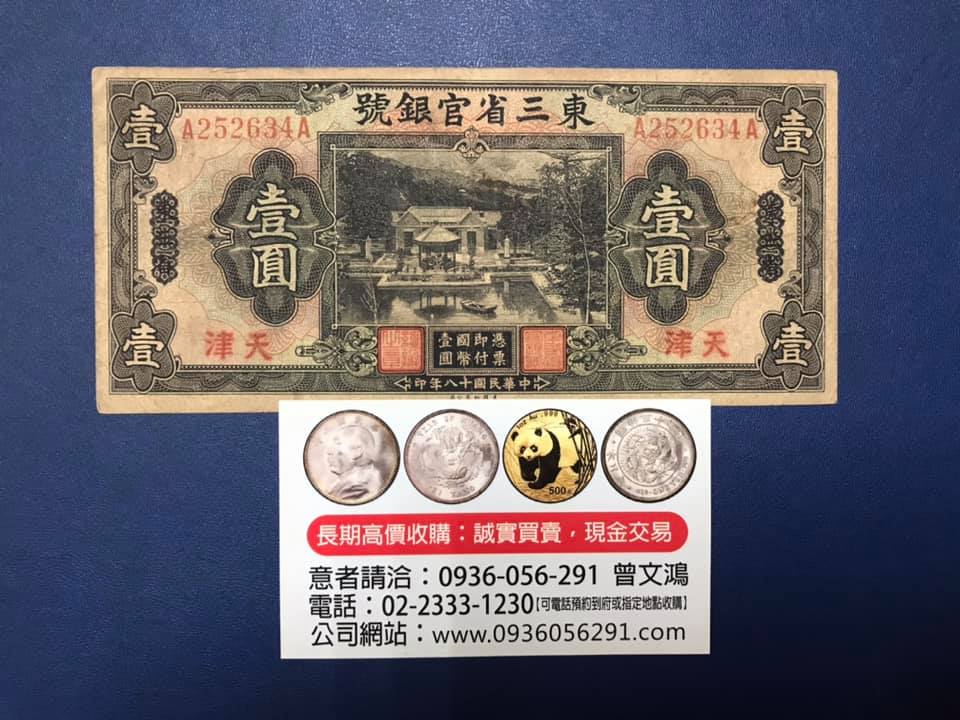 東三省官銀號
A252634A
A252634A
壹
壹
壹圓
壹圓
憑票
即付
國幣
壹圓
天津
天津
壹
壹
中華民國十八年印
500
長期高價收購：誠實買賣，現金交易
意者請洽：0936-056-291 曾文鴻
電話：02-2333-1230【可電話預約到府或指定地點收購】
公司網站：www.0936056291.com